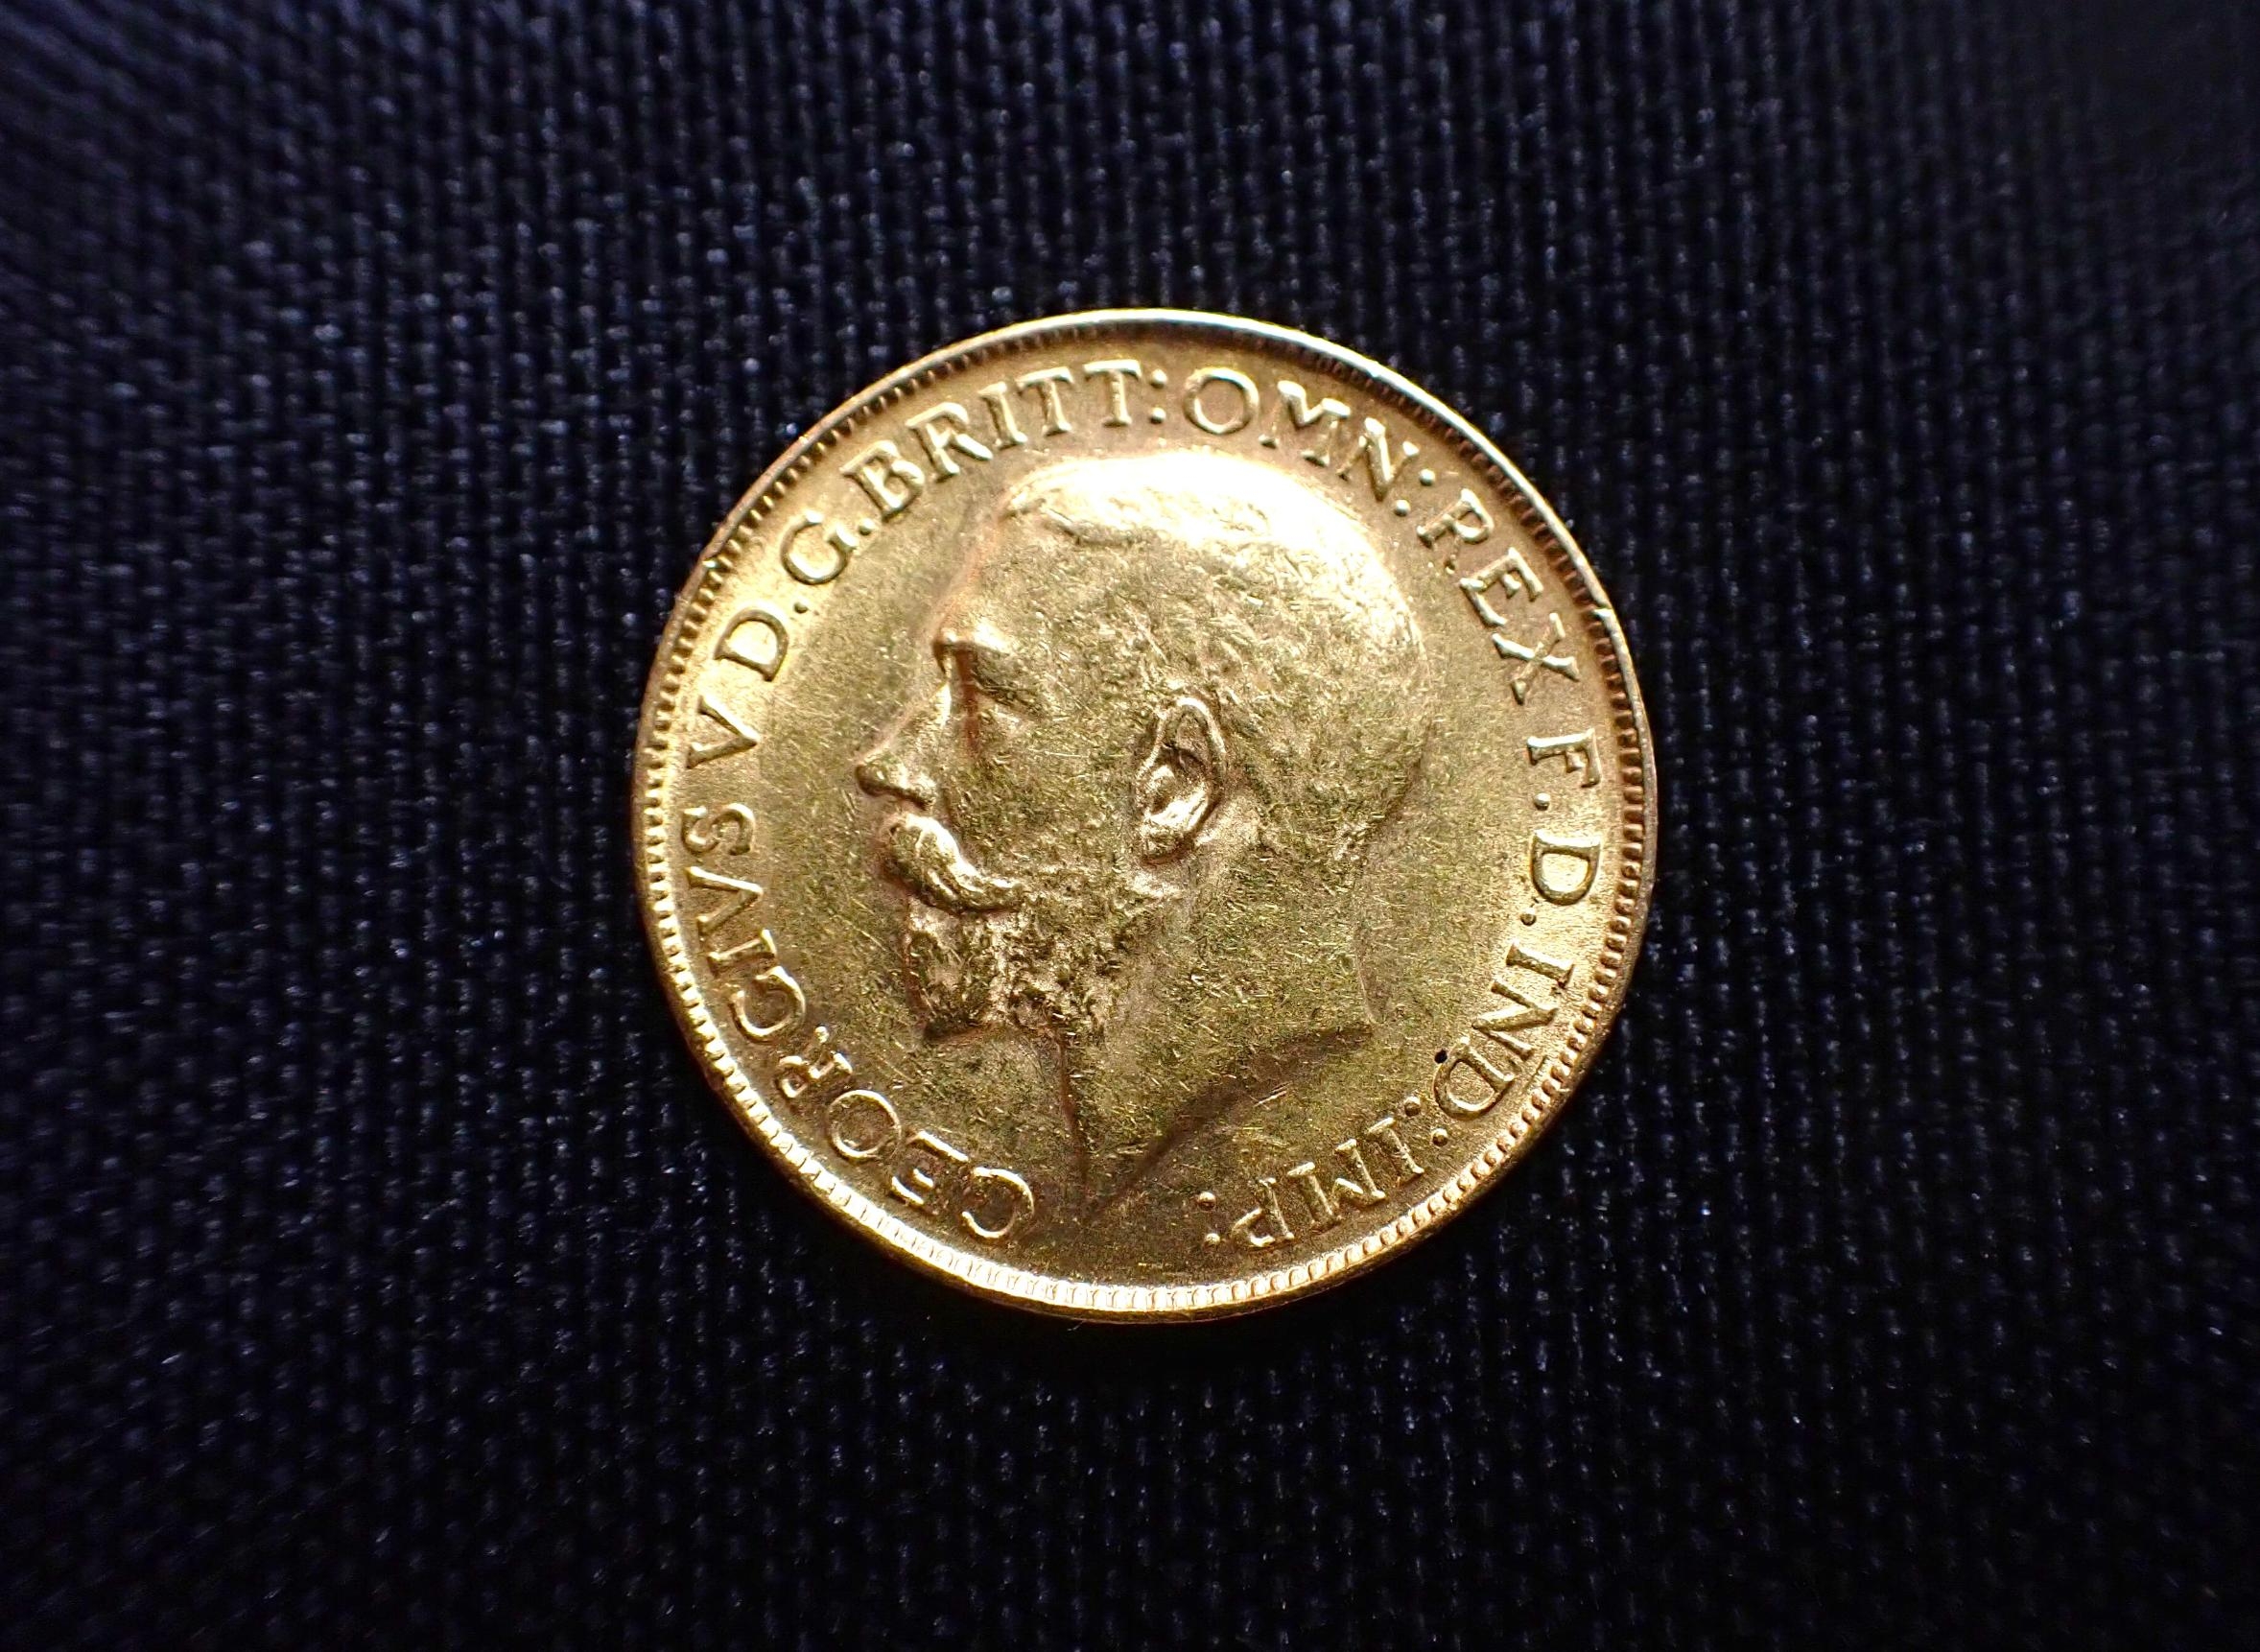 GEORGIVS V D.G.BRITT:OMN:REX F.D.IND:IMP: